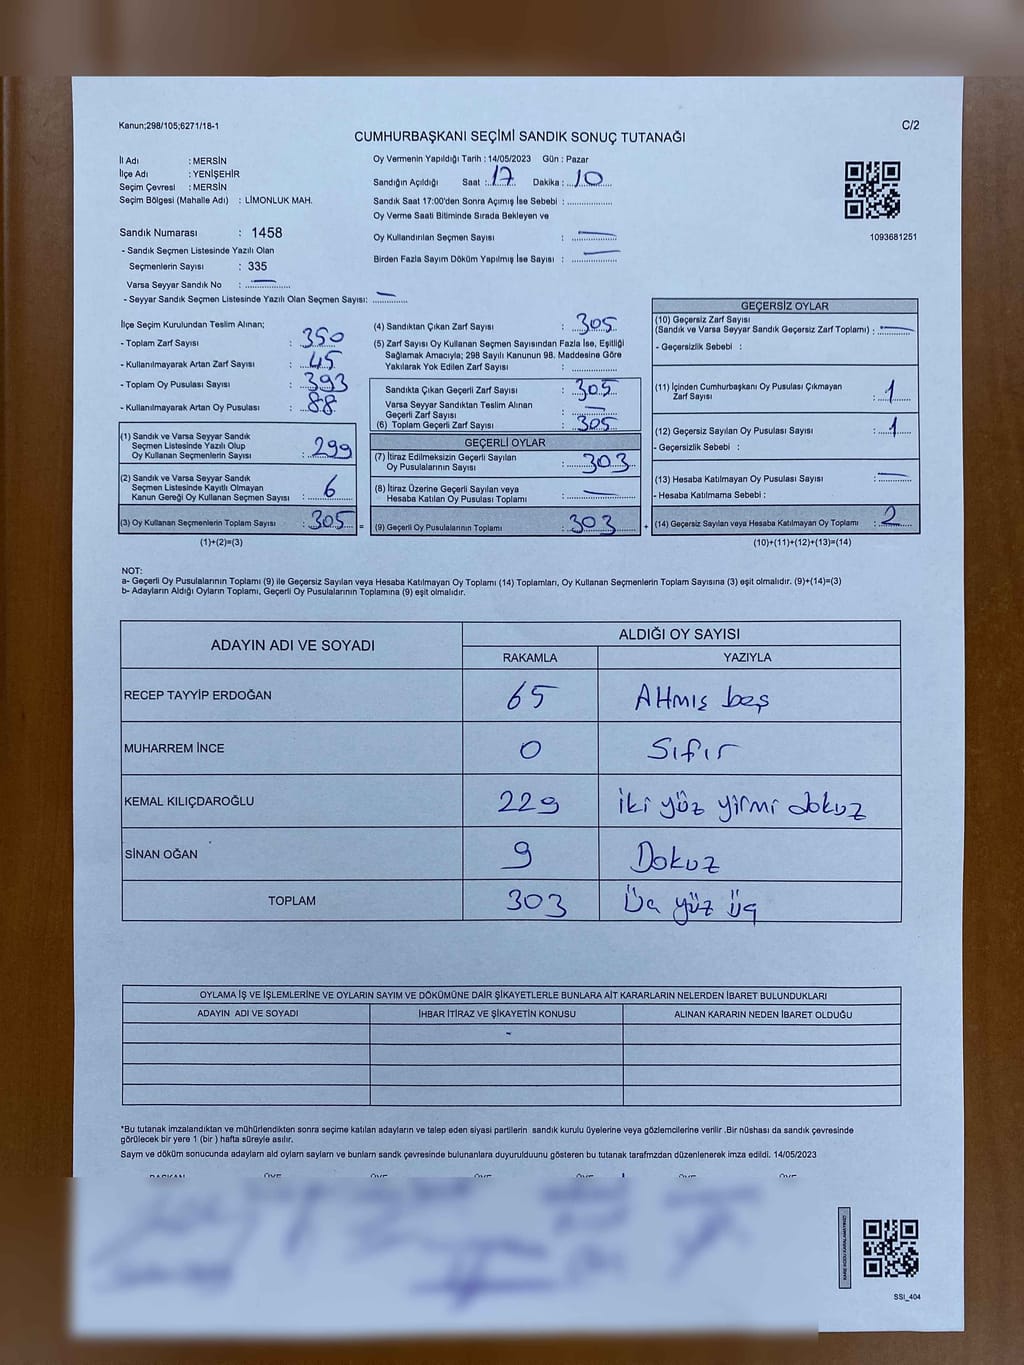 Kanun;298/105;6271/18-1
C/2
CUMHURBAŞKANI SEÇİMİ SANDIK SONUÇ TUTANAĞI
İl Adı : MERSİN
İlçe Adı : YENİŞEHİR
Seçim Çevresi : MERSİN
Seçim Bölgesi (Mahalle Adı) : LİMONLUK MAH.
Sandık Numarası : 1458
- Sandık Seçmen Listesinde Yazılı Olan
Seçmenlerin Sayısı : 335
Varsa Seyyar Sandık No : —
- Seyyar Sandık Seçmen Listesinde Yazılı Olan Seçmen Sayısı: —
Oy Vermenin Yapıldığı Tarih : 14/05/2023 Gün : Pazar
Sandığın Açıldığı Saat : 17 Dakika : 10
Sandık Saat 17:00'den Sonra Açımış İse Sebebi :
Oy Verme Saati Bitiminde Sırada Bekleyen ve
Oy Kullandırılan Seçmen Sayısı : —
Birden Fazla Sayım Döküm Yapılmış İse Sayısı : —
1093681251
İlçe Seçim Kurulundan Teslim Alınan;
- Toplam Zarf Sayısı : 350
- Kullanılmayarak Artan Zarf Sayısı : 45
- Toplam Oy Pusulası Sayısı : 393
- Kullanılmayarak Artan Oy Pusulası : 88
(1) Sandık ve Varsa Seyyar Sandık
Seçmen Listesinde Yazılı Olup
Oy Kullanan Seçmenlerin Sayısı : 299
(2) Sandık ve Varsa Seyyar Sandık
Seçmen Listesinde Kayıtlı Olmayan
Kanun Gereği Oy Kullanan Seçmen Sayısı : 6
(3) Oy Kullanan Seçmenlerin Toplam Sayısı : 305
(1)+(2)=(3)
(4) Sandıktan Çıkan Zarf Sayısı : 305
(5) Zarf Sayısı Oy Kullanan Seçmen Sayısından Fazla İse, Eşitliği
Sağlamak Amacıyla; 298 Sayılı Kanunun 98. Maddesine Göre
Yakılarak Yok Edilen Zarf Sayısı :
Sandıkta Çıkan Geçerli Zarf Sayısı : 305
Varsa Seyyar Sandıktan Teslim Alınan
Geçerli Zarf Sayısı : —
(6) Toplam Geçerli Zarf Sayısı : 305
GEÇERLİ OYLAR
(7) İtiraz Edilmeksizin Geçerli Sayılan
Oy Pusulalarının Sayısı : 303
(8) İtiraz Üzerine Geçerli Sayılan veya
Hesaba Katılan Oy Pusulası Toplamı : —
= (9) Geçerli Oy Pusulalarının Toplamı : 303
GEÇERSİZ OYLAR
(10) Geçersiz Zarf Sayısı
(Sandık ve Varsa Seyyar Sandık Geçersiz Zarf Toplamı) : —
- Geçersizlik Sebebi :
(11) İçinden Cumhurbaşkanı Oy Pusulası Çıkmayan
Zarf Sayısı : 1
(12) Geçersiz Sayılan Oy Pusulası Sayısı : 1
- Geçersizlik Sebebi :
(13) Hesaba Katılmayan Oy Pusulası Sayısı : —
- Hesaba Katılmama Sebebi :
+ (14) Geçersiz Sayılan veya Hesaba Katılmayan Oy Toplamı : 2
(10)+(11)+(12)+(13)=(14)
NOT:
a- Geçerli Oy Pusulalarının Toplamı (9) ile Geçersiz Sayılan veya Hesaba Katılmayan Oy Toplamı (14) Toplamları, Oy Kullanan Seçmenlerin Toplam Sayısına (3) eşit olmalıdır. (9)+(14)=(3)
b- Adayların Aldığı Oyların Toplamı, Geçerli Oy Pusulalarının Toplamına (9) eşit olmalıdır.
ADAYIN ADI VE SOYADI ALDIĞI OY SAYISI
RAKAMLA YAZIYLA
RECEP TAYYİP ERDOĞAN 65 Altmış beş
MUHARREM İNCE 0 Sıfır
KEMAL KILIÇDAROĞLU 229 iki yüz yirmi dokuz
SİNAN OĞAN 9 Dokuz
TOPLAM 303 Üç yüz üç
OYLAMA İŞ VE İŞLEMLERİNE VE OYLARIN SAYIM VE DÖKÜMÜNE DAİR ŞİKAYETLERLE BUNLARA AİT KARARLARIN NELERDEN İBARET BULUNDUKLARI
ADAYIN ADI VE SOYADI İHBAR İTİRAZ VE ŞİKAYETİN KONUSU ALINAN KARARIN NEDEN İBARET OLDUĞU
-
*Bu tutanak imzalandıktan ve mühürlendikten sonra seçime katılan adayların ve talep eden siyasi partilerin sandık kurulu üyelerine veya gözlemcilerine verilir .Bir nüshası da sandık çevresinde
görülecek bir yere 1 (bir ) hafta süreyle asılır.
Sayım ve döküm sonucunda adaylam ald oylam saylam ve bunlam sandk çevresinde bulunanlara duyurulduunu gösteren bu tutanak tarafmzdan düzenlenerek imza edildi. 14/05/2023
BAŞKAN ÜYE ÜYE ÜYE ÜYE ÜYE ÜYE
SSI_404